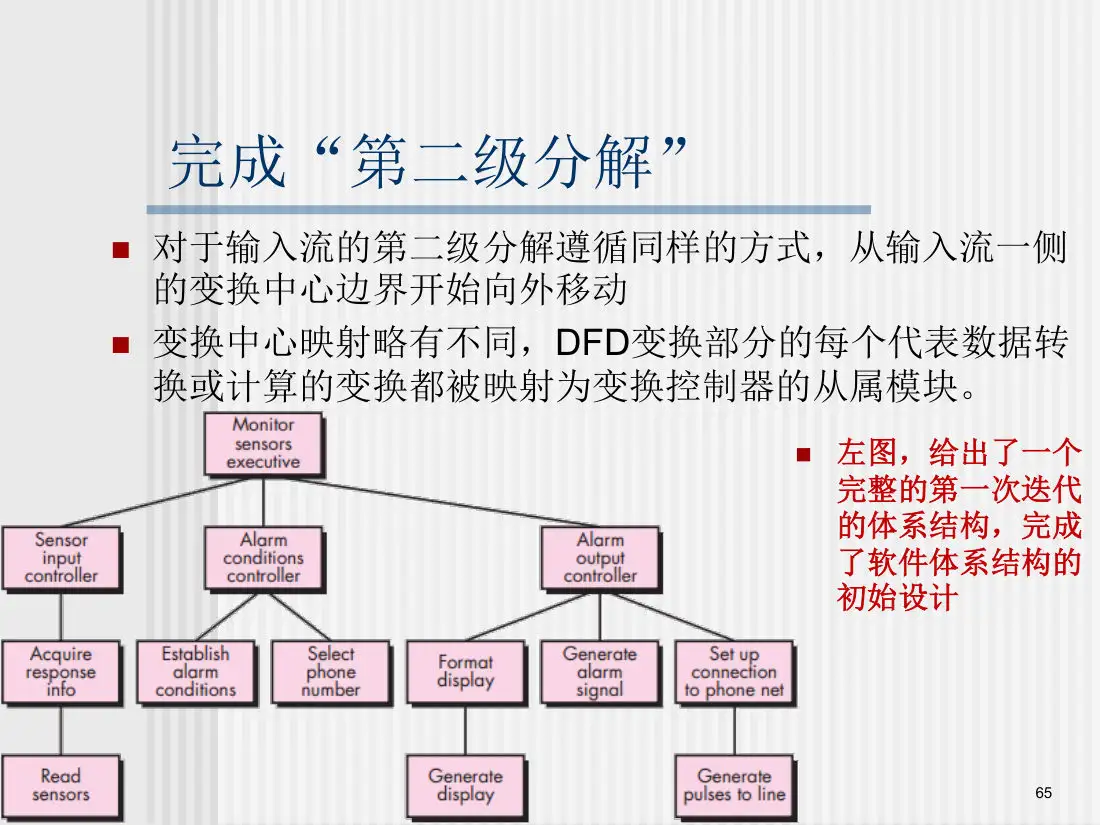 完成“第二级分解”
对于输入流的第二级分解遵循同样的方式，从输入流一侧
的变换中心边界开始向外移动
变换中心映射略有不同，DFD变换部分的每个代表数据转
换或计算的变换都被映射为变换控制器的从属模块。
左图，给出了一个
完整的第一次迭代
的体系结构，完成
了软件体系结构的
初始设计
Monitor
sensors
executive
Sensor
input
controller
Alarm
conditions
controller
Alarm
output
controller
Acquire
response
info
Establish
alarm
conditions
Select
phone
number
Format
display
Generate
alarm
signal
Set up
connection
to phone net
Read
sensors
Generate
display
Generate
pulses to line
65